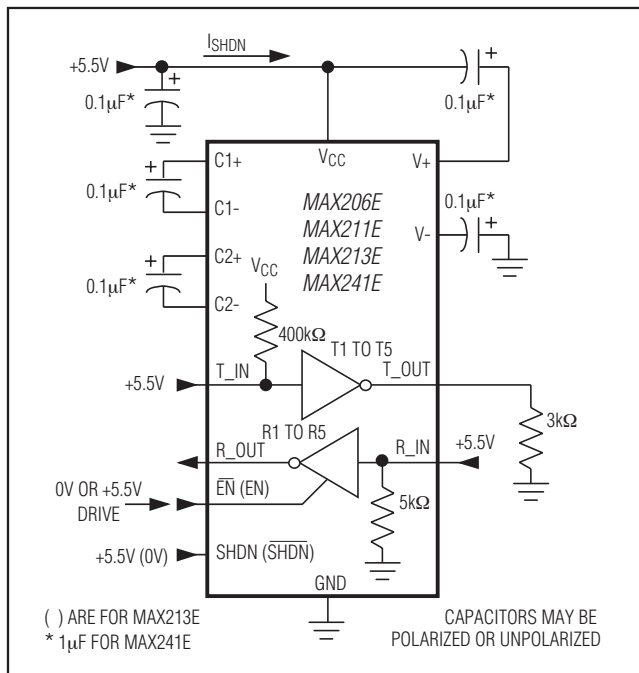 I_SHDN
+5.5V
0.1μF*
0.1μF*
V_CC
V+
C1+
0.1μF*
C1-
MAX206E
MAX211E
MAX213E
MAX241E
0.1μF*
V-
C2+
0.1μF*
C2-
V_CC
400kΩ
T1 TO T5
+5.5V
T_IN
T_OUT
3kΩ
R1 TO R5
R_OUT
R_IN
+5.5V
0V OR +5.5V
DRIVE
E̅N̅ (EN)
5kΩ
+5.5V (0V)
SHDN (S̅H̅D̅N̅)
GND
( ) ARE FOR MAX213E
* 1μF FOR MAX241E
CAPACITORS MAY BE
POLARIZED OR UNPOLARIZED